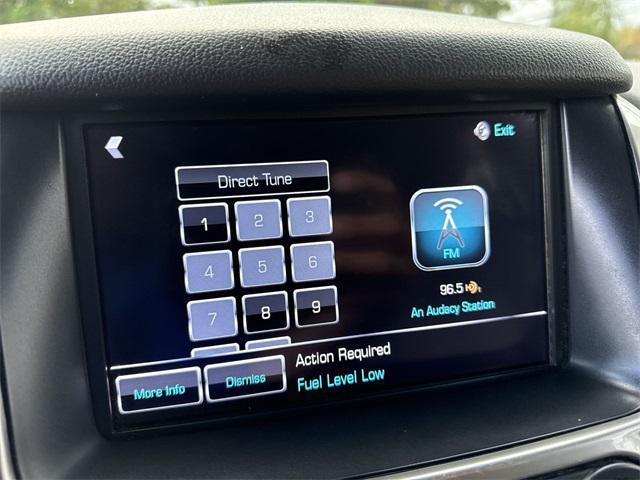 Exit
Direct Tune
1 2 3
4 5 6
7 8 9
FM
96.5 HD1
An Audacy Station
Action Required
Fuel Level Low
More Info Dismiss